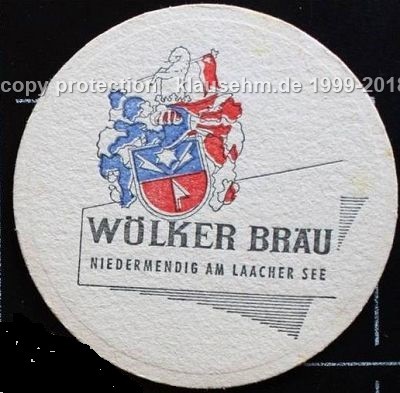 copy protection klausehm.de 1999-2018
WÖLKER BRÄU
NIEDERMENDIG AM LAACHER SEE